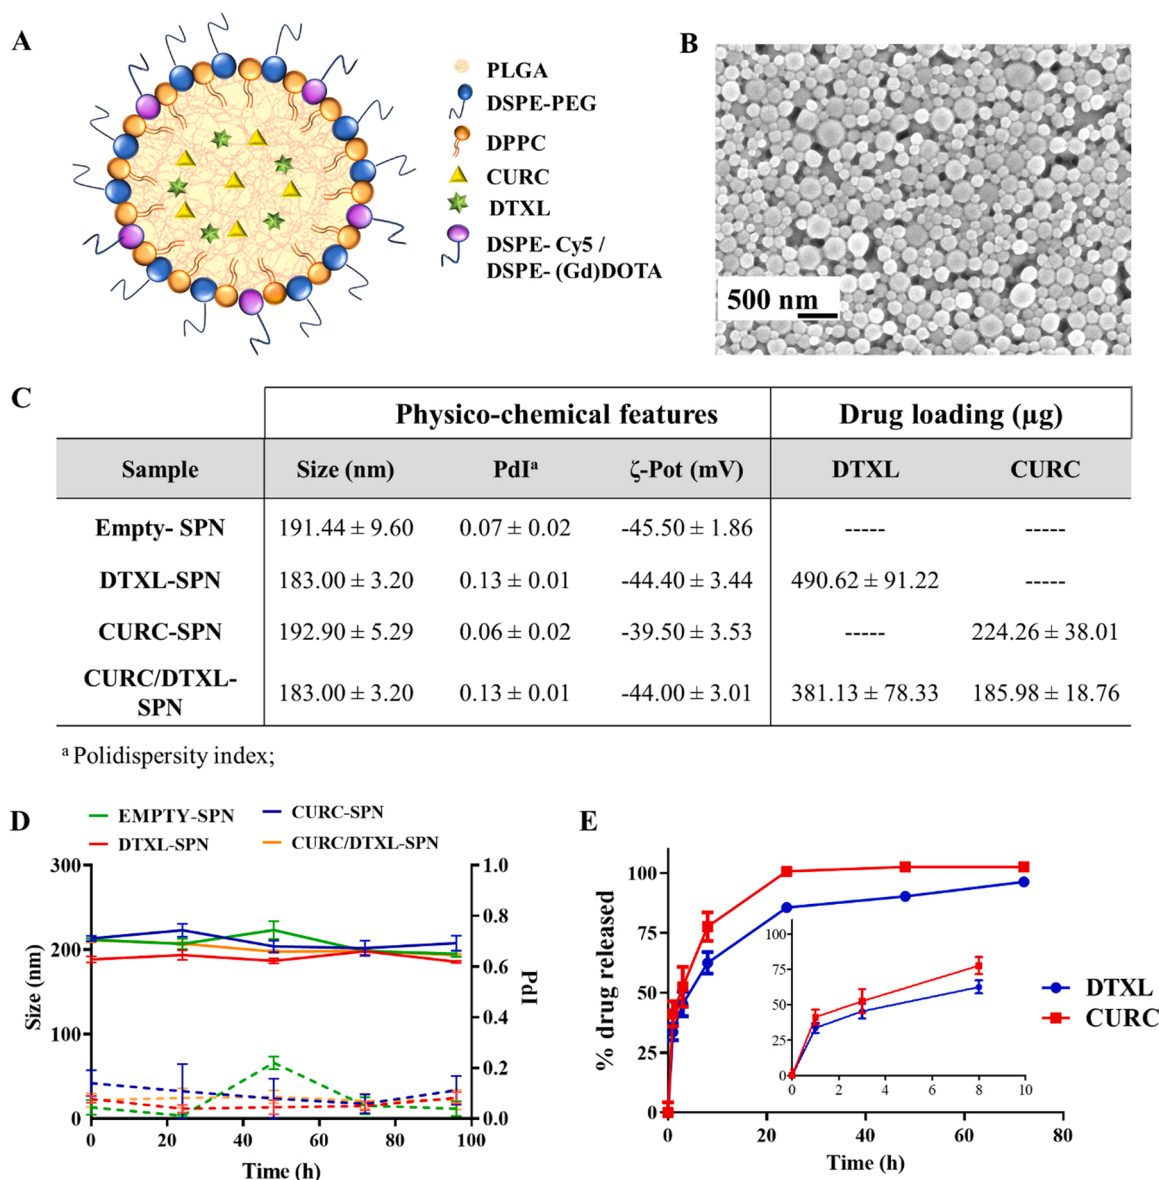 A
PLGA
DSPE-PEG
DPPC
CURC
DTXL
DSPE- Cy5 /
DSPE- (Gd)DOTA
B
500 nm
C
Physico-chemical features Drug loading (µg)
Sample Size (nm) PdIᵃ ζ-Pot (mV) DTXL CURC
Empty- SPN 191.44 ± 9.60 0.07 ± 0.02 -45.50 ± 1.86 ----- -----
DTXL-SPN 183.00 ± 3.20 0.13 ± 0.01 -44.40 ± 3.44 490.62 ± 91.22 -----
CURC-SPN 192.90 ± 5.29 0.06 ± 0.02 -39.50 ± 3.53 ----- 224.26 ± 38.01
CURC/DTXL-
SPN 183.00 ± 3.20 0.13 ± 0.01 -44.00 ± 3.01 381.13 ± 78.33 185.98 ± 18.76
ᵃ Polidispersity index;
D
EMPTY-SPN CURC-SPN
DTXL-SPN CURC/DTXL-SPN
300 1.0
0.8
200
0.6
0.4
100
0.2
0 0.0
0 20 40 60 80 100
Size (nm)
PdI
Time (h)
E
100
75
50
25
0
0 20 40 60 80
% drug released
Time (h)
100
75
50
25
0
0 2 4 6 8 10
DTXL
CURC